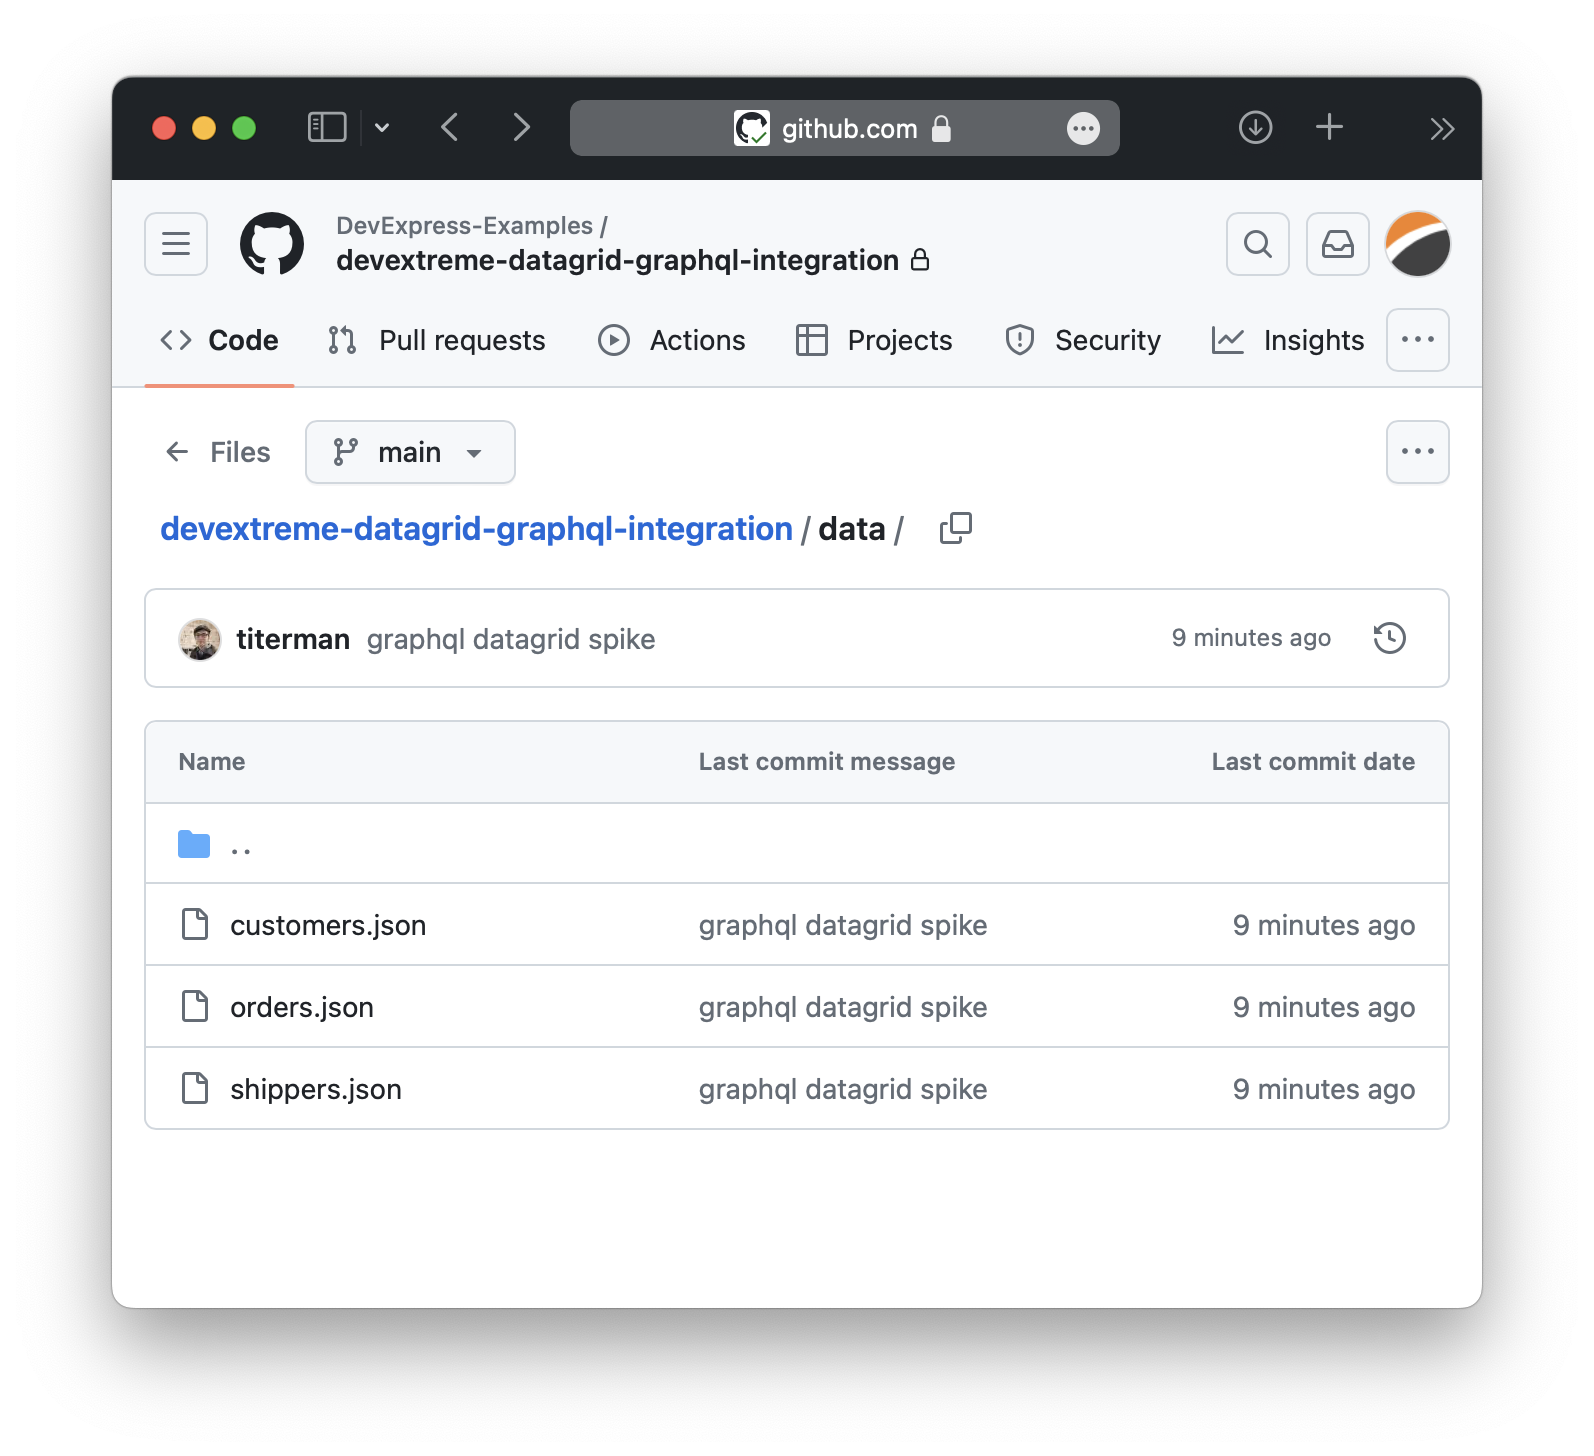 github.com
DevExpress-Examples /
devextreme-datagrid-graphql-integration
Code Pull requests Actions Projects Security Insights
Files main
devextreme-datagrid-graphql-integration / data /
titerman graphql datagrid spike 9 minutes ago
Name Last commit message Last commit date
..
customers.json graphql datagrid spike 9 minutes ago
orders.json graphql datagrid spike 9 minutes ago
shippers.json graphql datagrid spike 9 minutes ago